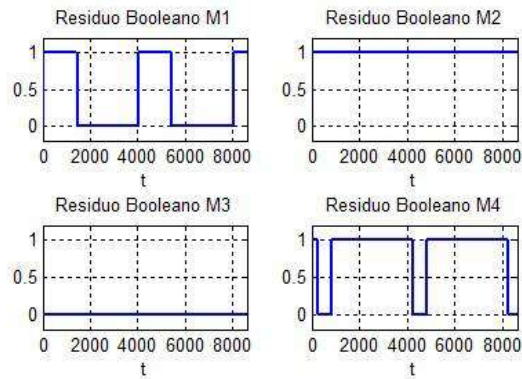 Residuo Booleano M1
1
0.5
0
0 2000 4000 6000 8000
t
Residuo Booleano M2
1
0.5
0
0 2000 4000 6000 8000
t
Residuo Booleano M3
1
0.5
0
0 2000 4000 6000 8000
t
Residuo Booleano M4
1
0.5
0
0 2000 4000 6000 8000
t